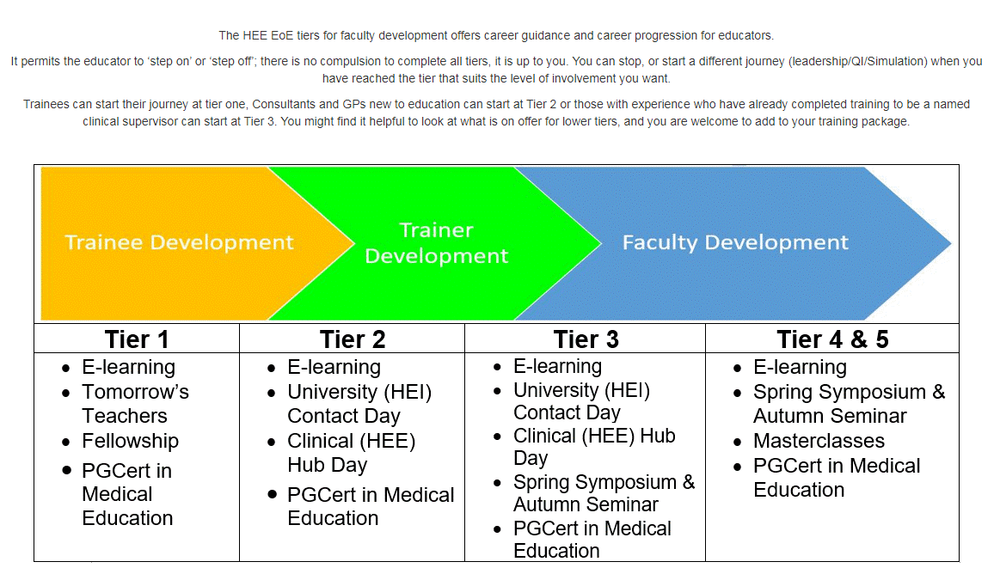 The HEE EoE tiers for faculty development offers career guidance and career progression for educators.
It permits the educator to ‘step on’ or ‘step off’; there is no compulsion to complete all tiers, it is up to you. You can stop, or start a different journey (leadership/QI/Simulation) when you
have reached the tier that suits the level of involvement you want.
Trainees can start their journey at tier one, Consultants and GPs new to education can start at Tier 2 or those with experience who have already completed training to be a named
clinical supervisor can start at Tier 3. You might find it helpful to look at what is on offer for lower tiers, and you are welcome to add to your training package.
Trainee Development
Trainer
Development
Faculty Development
Tier 1
• E-learning
• Tomorrow’s
Teachers
• Fellowship
• PGCert in
Medical
Education
Tier 2
• E-learning
• University (HEI)
Contact Day
• Clinical (HEE)
Hub Day
• PGCert in Medical
Education
Tier 3
• E-learning
• University (HEI)
Contact Day
• Clinical (HEE) Hub
Day
• Spring Symposium &
Autumn Seminar
• PGCert in Medical
Education
Tier 4 & 5
• E-learning
• Spring Symposium &
Autumn Seminar
• Masterclasses
• PGCert in Medical
Education